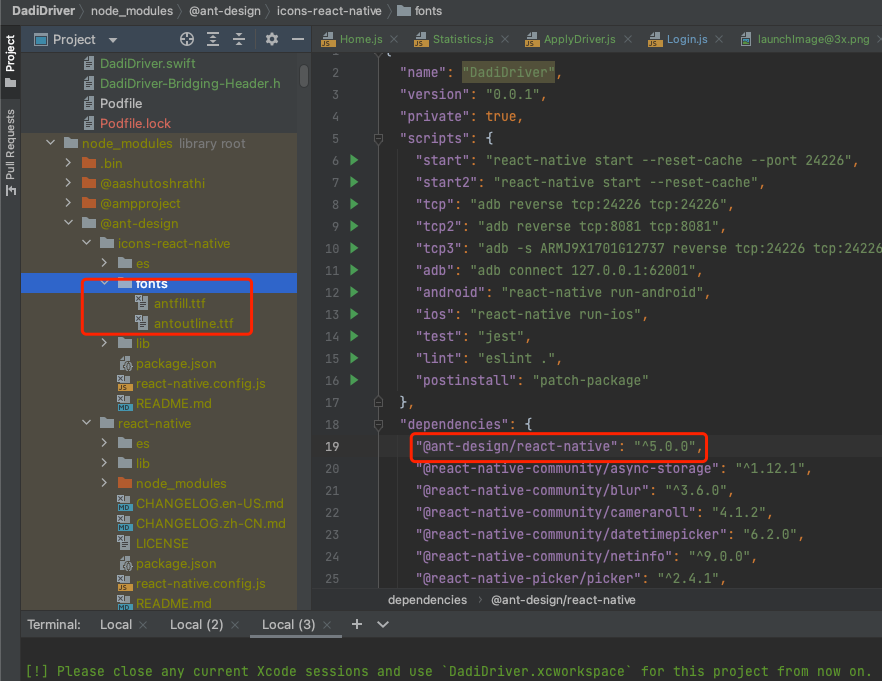 DadiDriver › node_modules › @ant-design › icons-react-native › fonts
Project
Pull Requests
Project
DadiDriver.swift
DadiDriver-Bridging-Header.h
Podfile
Podfile.lock
node_modules library root
.bin
@aashutoshrathi
@ampproject
@ant-design
icons-react-native
es
fonts
antfill.ttf
antoutline.ttf
lib
package.json
react-native.config.js
README.md
react-native
es
lib
node_modules
CHANGELOG.en-US.md
CHANGELOG.zh-CN.md
LICENSE
package.json
react-native.config.js
README.md
Home.js Statistics.js ApplyDriver.js Login.js launchImage@3x.png
2 "name": "DadiDriver",
3 "version": "0.0.1",
4 "private": true,
5 "scripts": {
6 "start": "react-native start --reset-cache --port 24226",
7 "start2": "react-native start --reset-cache",
8 "tcp": "adb reverse tcp:24226 tcp:24226",
9 "tcp2": "adb reverse tcp:8081 tcp:8081",
10 "tcp3": "adb -s ARMJ9X1701G12737 reverse tcp:24226 tcp:24226
11 "adb": "adb connect 127.0.0.1:62001",
12 "android": "react-native run-android",
13 "ios": "react-native run-ios",
14 "test": "jest",
15 "lint": "eslint .",
16 "postinstall": "patch-package"
17 },
18 "dependencies": {
19 "@ant-design/react-native": "^5.0.0",
20 "@react-native-community/async-storage": "^1.12.1",
21 "@react-native-community/blur": "^3.6.0",
22 "@react-native-community/cameraroll": "4.1.2",
23 "@react-native-community/datetimepicker": "6.2.0",
24 "@react-native-community/netinfo": "^9.0.0",
25 "@react-native-picker/picker": "^2.4.1",
dependencies › @ant-design/react-native
Terminal: Local Local (2) Local (3)
[!] Please close any current Xcode sessions and use `DadiDriver.xcworkspace` for this project from now on.